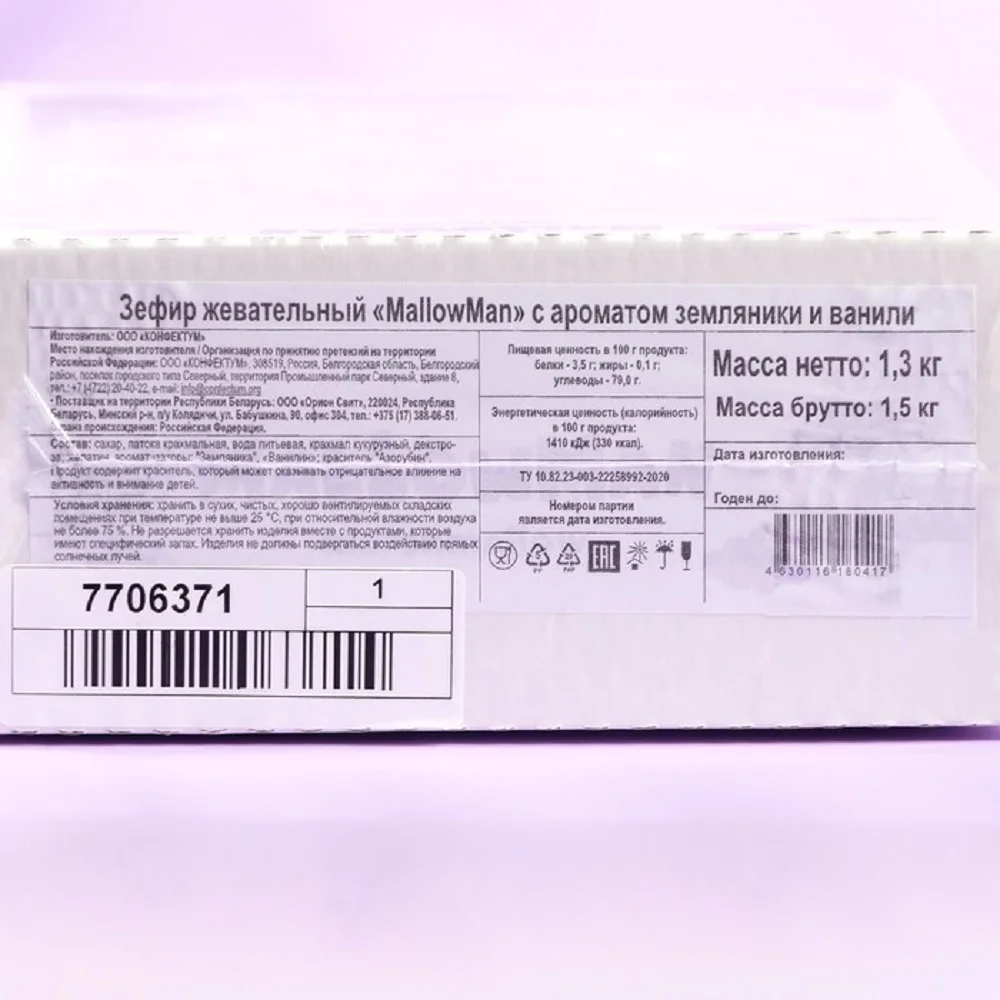 Зефир жевательный «MallowMan» с ароматом земляники и ванили
Изготовитель: ООО «КОНФЕКТУМ»
Место нахождения изготовителя / Организация по принятию претензий на территории
Российской Федерации: ООО «КОНФЕКТУМ», 308519, Россия, Белгородская область, Белгородский
район, поселок городского типа Северный, территория Промышленный парк Северный, здание 8,
тел.: +7 (4722) 20-40-22, e-mail: info@confectum.org
• Поставщик на территории Республики Беларусь: ООО «Орион Свит», 220024, Республика
Беларусь, Минский р-н, п/у Колядичи, ул. Бабушкина, 90, офис 304, тел.: +375 (17) 388-06-51.
Страна происхождения: Российская Федерация.
Состав: сахар, патока крахмальная, вода питьевая, крахмал кукурузный, декстро-
за, желатин, ароматизаторы: "Земляника", «Ванилин»; краситель "Азорубин".
Продукт содержит краситель, который может оказывать отрицательное влияние на
активность и внимание детей.
Условия хранения: хранить в сухих, чистых, хорошо вентилируемых складских
помещениях при температуре не выше 25 °С, при относительной влажности воздуха
не более 75 %. Не разрешается хранить изделия вместе с продуктами, которые
имеют специфический запах. Изделия не должны подвергаться воздействию прямых
солнечных лучей.
Пищевая ценность в 100 г продукта:
белки - 3,5 г; жиры - 0,1 г;
углеводы - 79,0 г.
Энергетическая ценность (калорийность)
в 100 г продукта:
1410 кДж (330 ккал).
ТУ 10.82.23-003-22258992-2020
Номером партии
является дата изготовления.
5
PP
PAP
EAC
Масса нетто: 1,3 кг
Масса брутто: 1,5 кг
Дата изготовления:
Годен до:
4 630116 180417
7706371
1